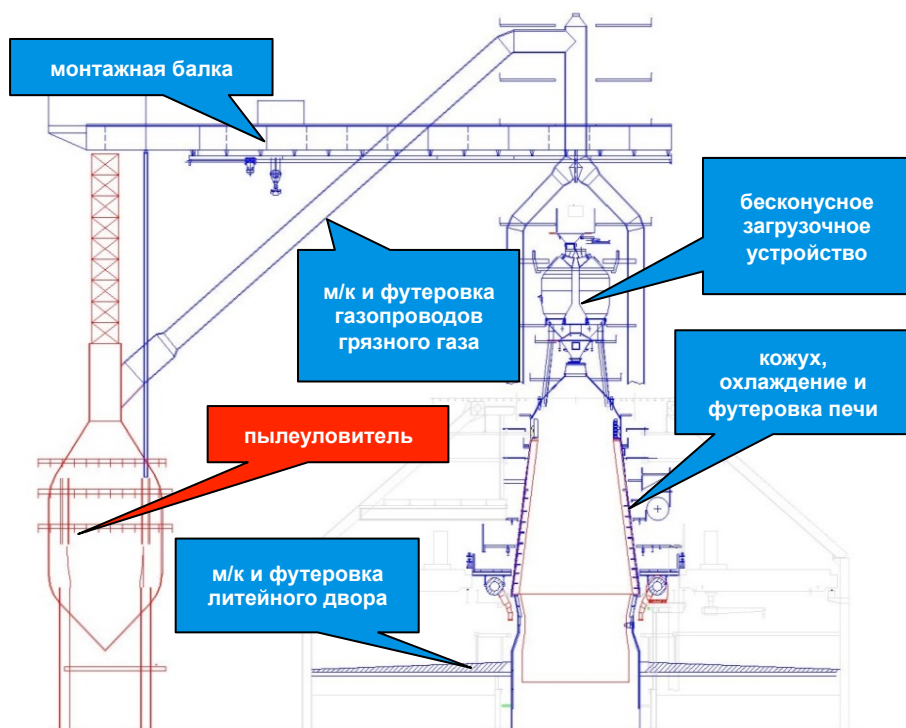 монтажная балка
бесконусное
загрузочное
устройство
м/к и футеровка
газопроводов
грязного газа
кожух,
охлаждение и
футеровка печи
пылеуловитель
м/к и футеровка
литейного двора